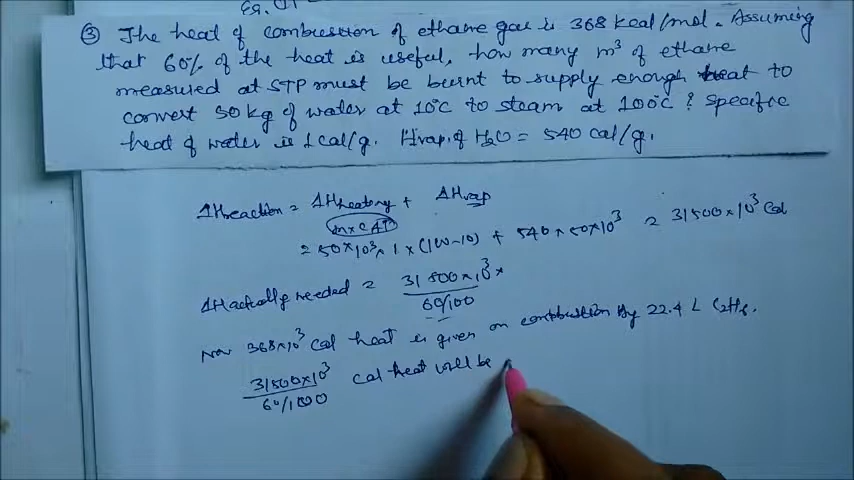 ③ The heat of combustion of ethane gas is 368 kcal/mol. Assuming
that 60% of the heat is useful, how many m³ of ethane
measured at STP must be burnt to supply enough heat to
convert 50kg of water at 10°C to steam at 100°C? Specific
heat of water is 1 cal/g. Hvap. of H₂O = 540 cal/g.
ΔHreaction = ΔHheating + ΔHvap
m×cΔT
= 50×10³×1×(100-10) + 540×50×10³ = 31500×10³ Cal
ΔHactually needed = 31500×10³×
60/100
Now 368×10³ Cal heat is given on combustion by 22.4 L C₂H₆.
31500×10³ Cal heat will be
60/100